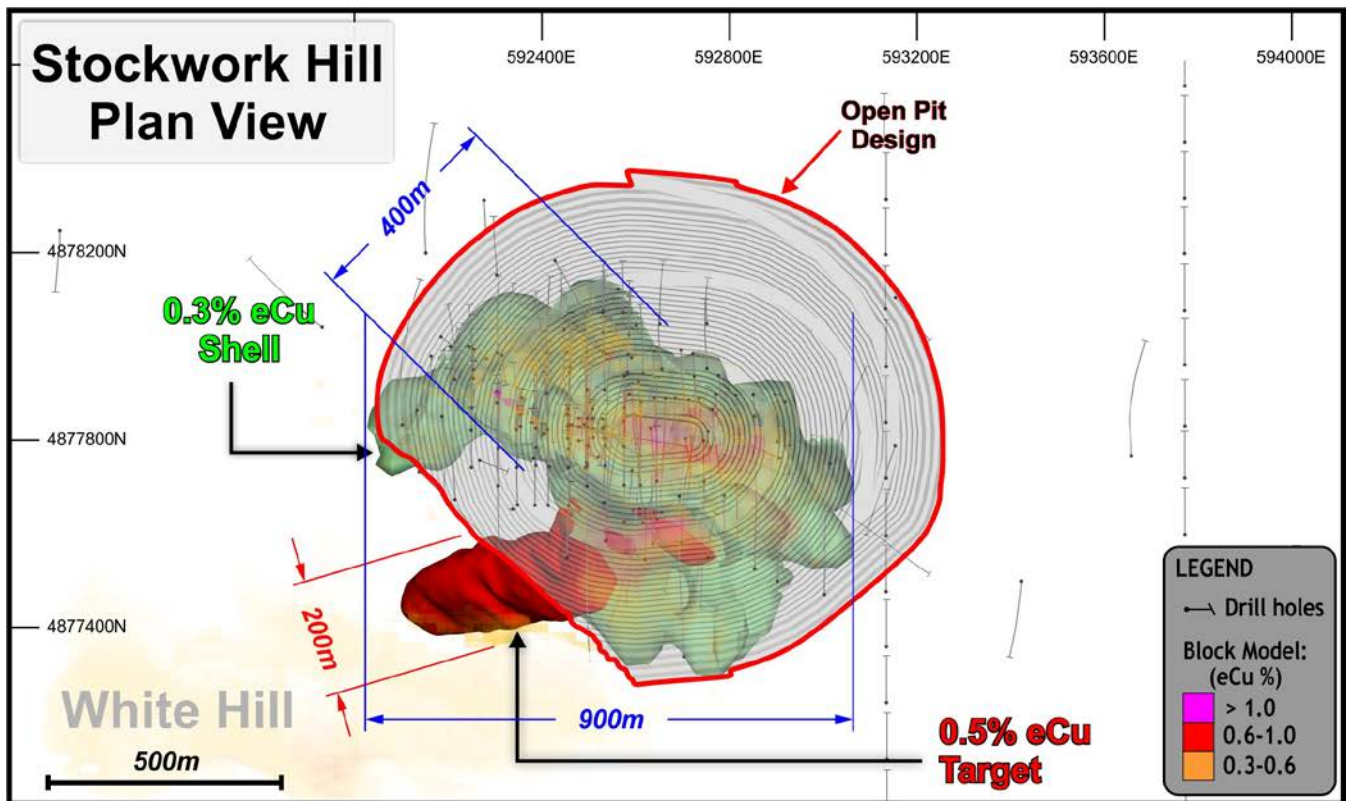 Stockwork Hill
Plan View
592400E
592800E
593200E
593600E
594000E
Open Pit
Design
400m
4878200N
0.3% eCu
Shell
4877800N
200m
4877400N
White Hill
900m
0.5% eCu
Target
500m
LEGEND
Drill holes
Block Model:
(eCu %)
> 1.0
0.6-1.0
0.3-0.6